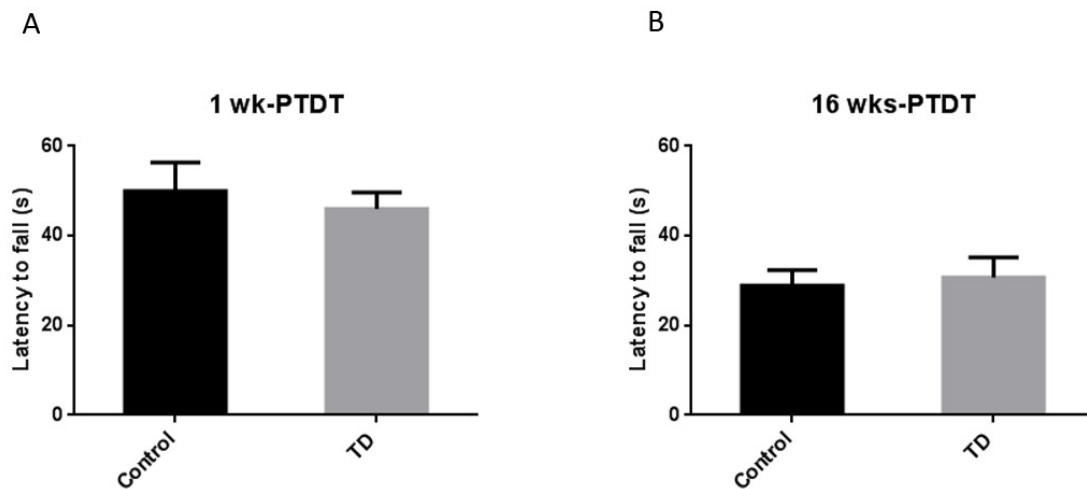 A
1 wk-PTDT
Latency to fall (s)
60
40
20
0
Control
TD
B
16 wks-PTDT
Latency to fall (s)
60
40
20
0
Control
TD